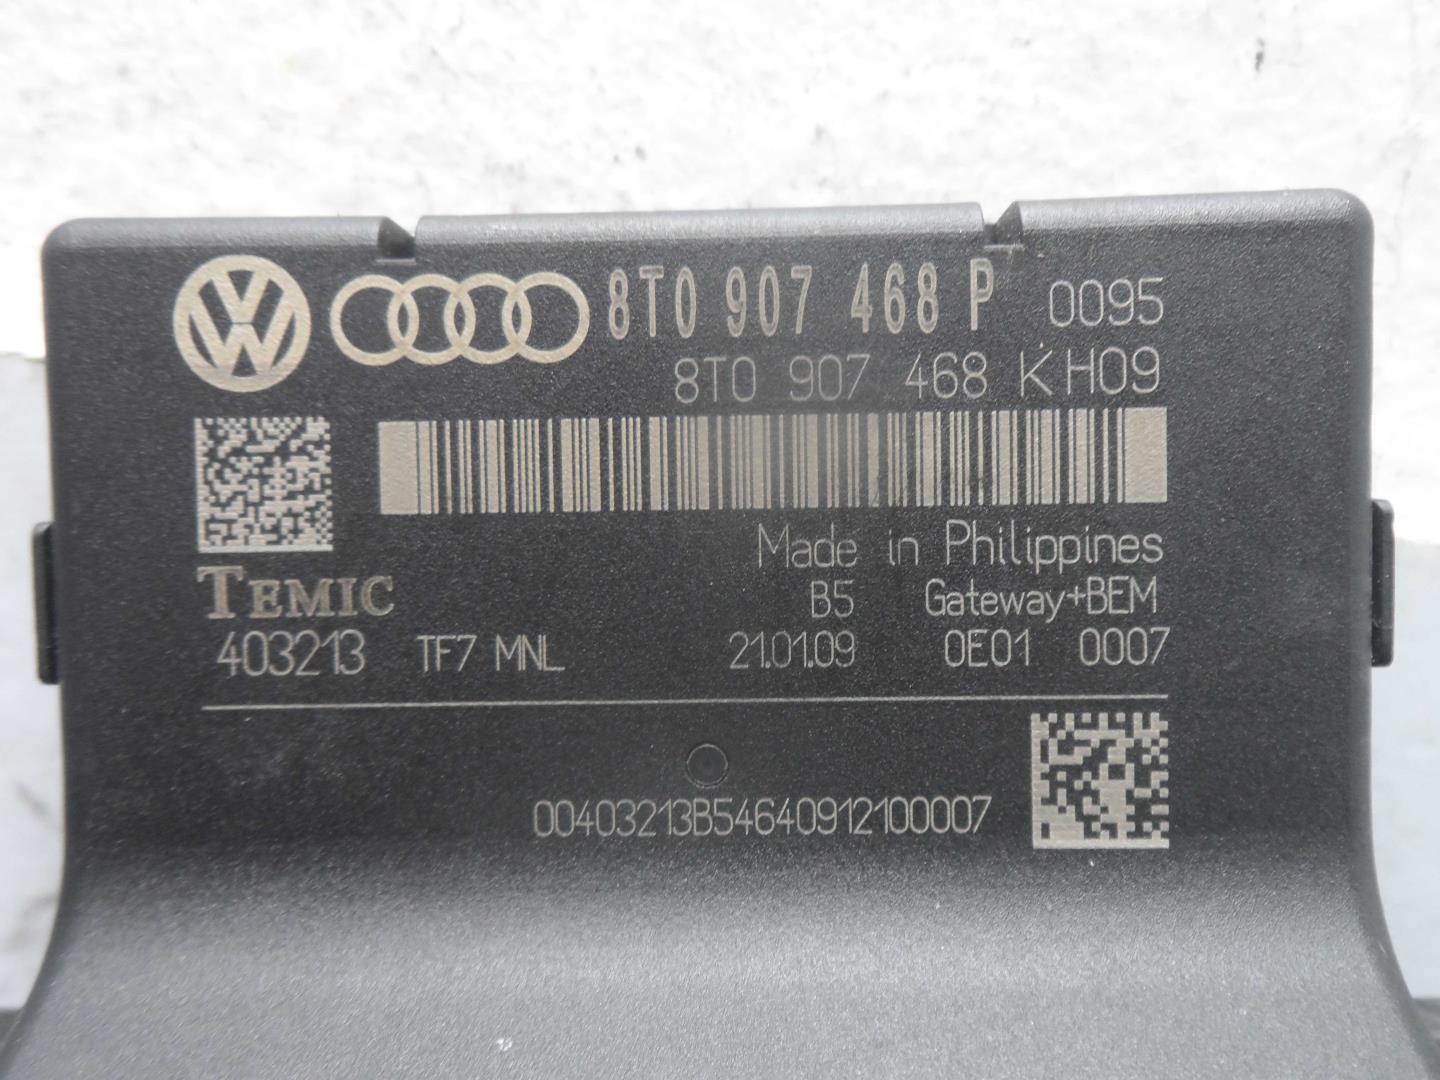 8T0 907 468 P 0095
8T0 907 468 K H09
Made in Philippines
TEMIC B5 Gateway+BEM
403213 TF7 MNL 21.01.09 0E01 0007
00403213B54640912100007